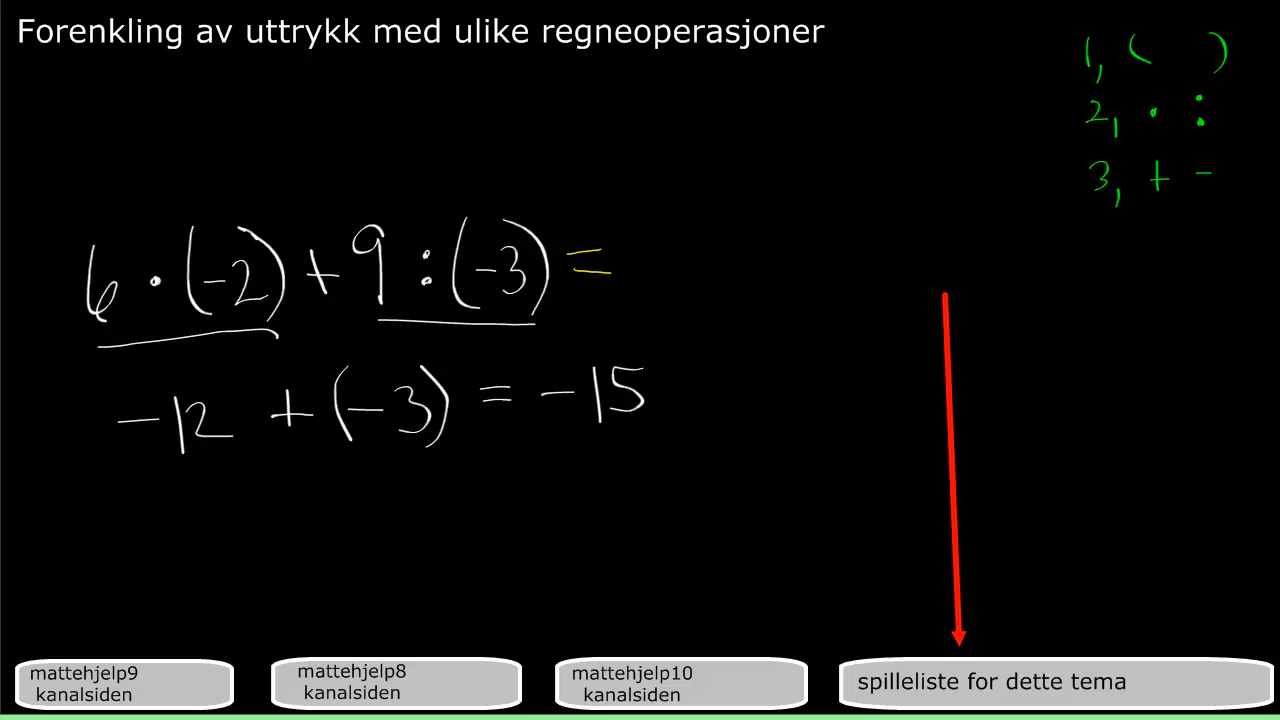 Forenkling av uttrykk med ulike regneoperasjoner
1, ( )
2, · :
3, + -
6 · (-2) + 9 : (-3) =
-12 + (-3) = -15
mattehjelp9
kanalsiden
mattehjelp8
kanalsiden
mattehjelp10
kanalsiden
spilleliste for dette tema